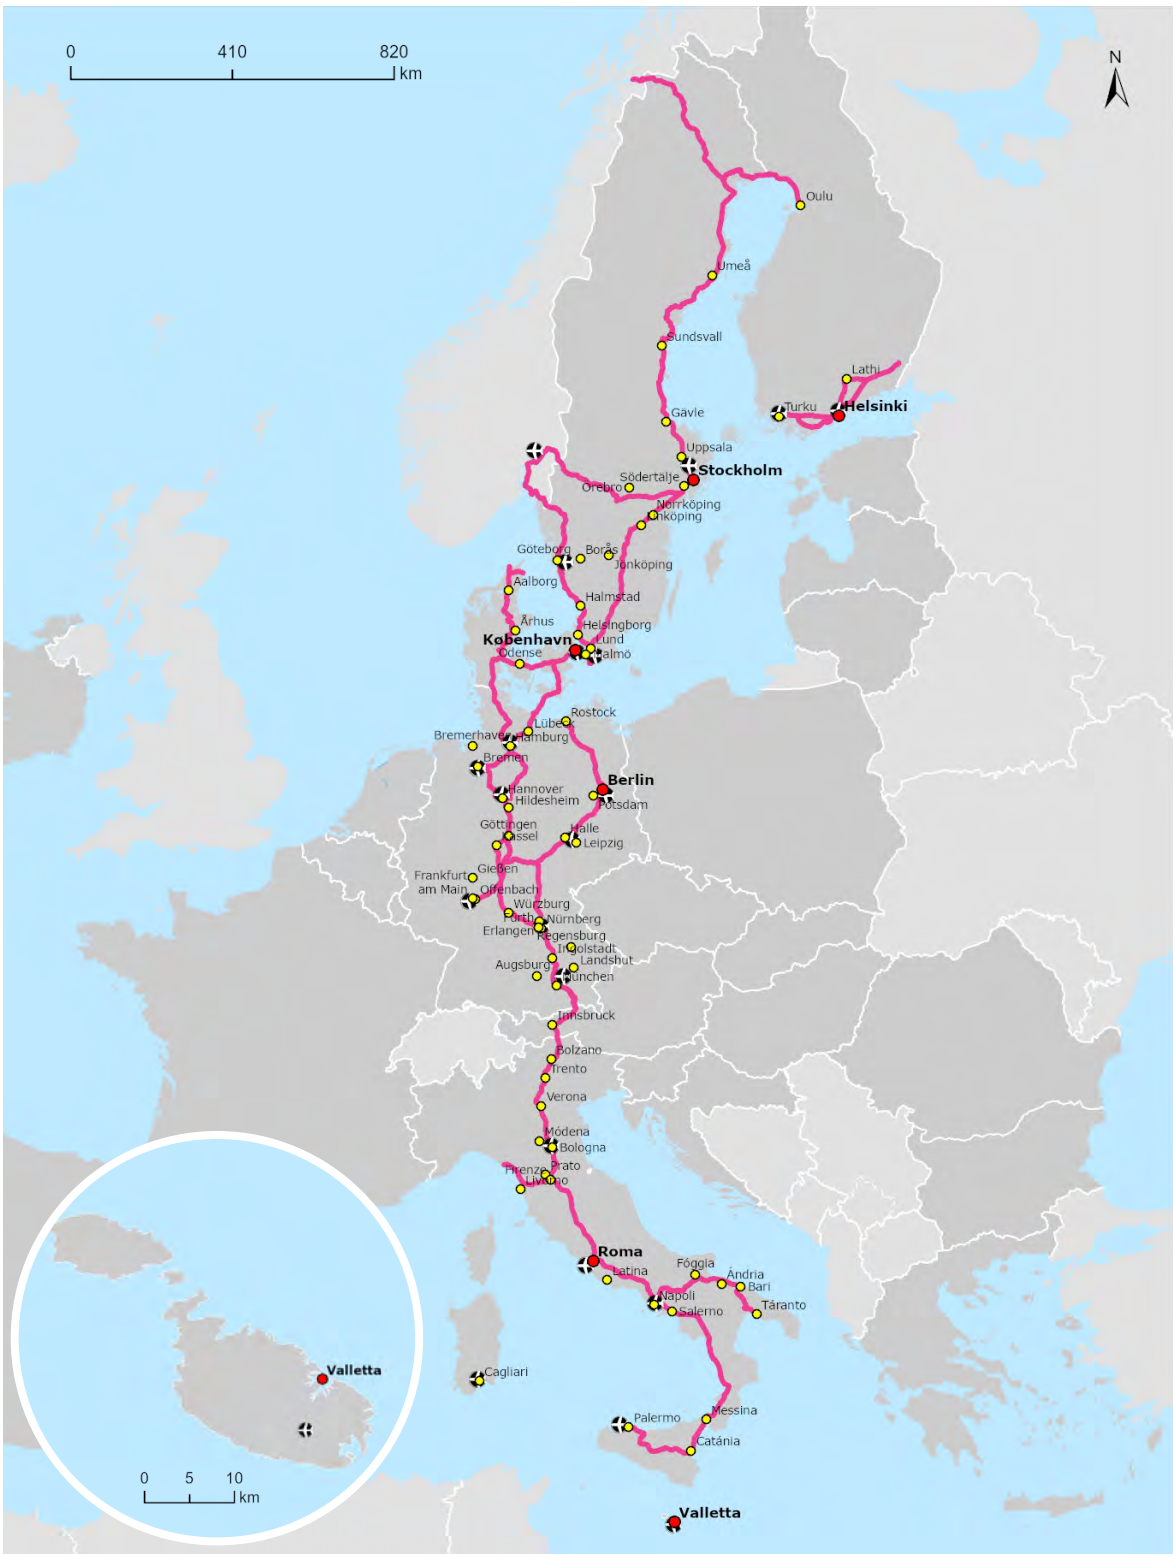 0 410 820
km
N
Oulu
Umeå
Sundsvall
Lathi
Turku
Helsinki
Gävle
Uppsala
Stockholm
Södertälje
Örebro
Norrköping
Linköping
Göteborg
Borås
Jönköping
Aalborg
Halmstad
Århus
Helsingborg
København
Lund
Malmö
Odense
Rostock
Lübeck
Bremerhaven
Hamburg
Bremen
Berlin
Hannover
Hildesheim
Potsdam
Göttingen
Halle
Kassel
Leipzig
Gießen
Frankfurt
am Main
Offenbach
Würzburg
Fürth
Nürnberg
Erlangen
Regensburg
Ingolstadt
Augsburg
Landshut
München
Innsbruck
Bolzano
Trento
Verona
Módena
Bologna
Prato
Firenze
Livorno
Roma
Latina
Fóggia
Ándria
Bari
Napoli
Salerno
Táranto
Cagliari
Messina
Palermo
Catánia
Valletta
Valletta
0 5 10
km